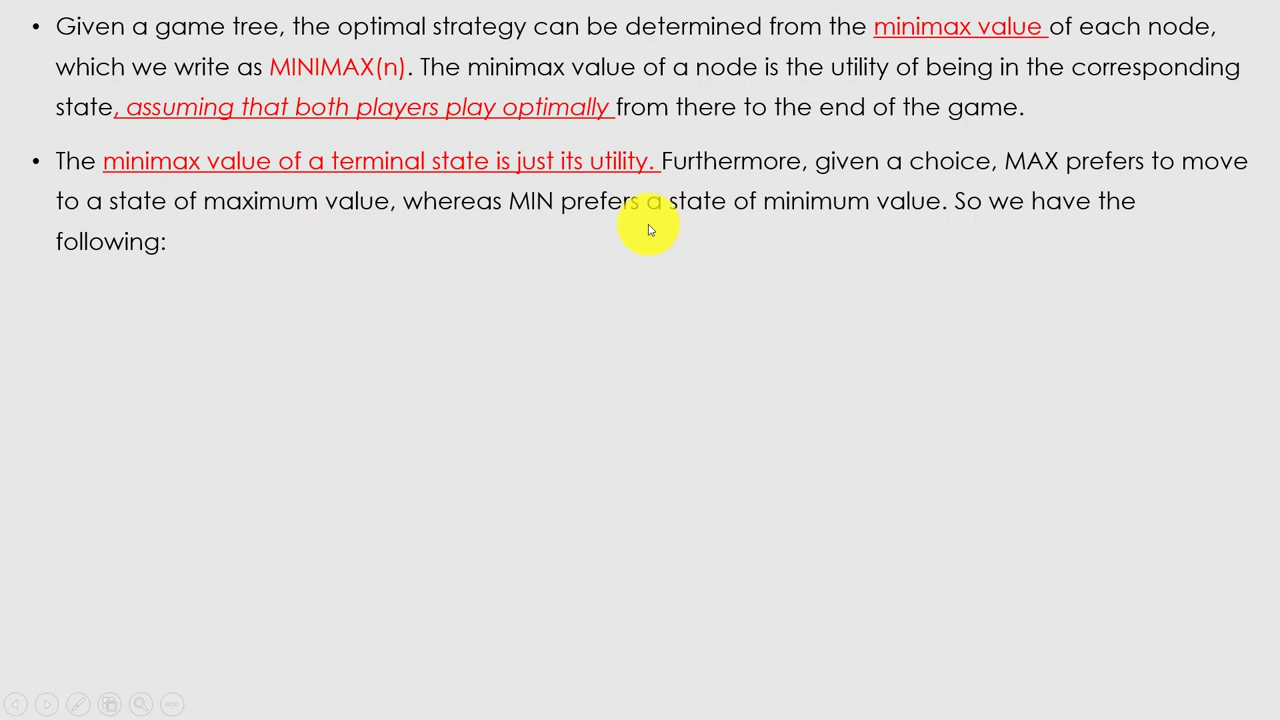 • Given a game tree, the optimal strategy can be determined from the minimax value of each node,
which we write as MINIMAX(n). The minimax value of a node is the utility of being in the corresponding
state, assuming that both players play optimally from there to the end of the game.
• The minimax value of a terminal state is just its utility. Furthermore, given a choice, MAX prefers to move
to a state of maximum value, whereas MIN prefers a state of minimum value. So we have the
following: